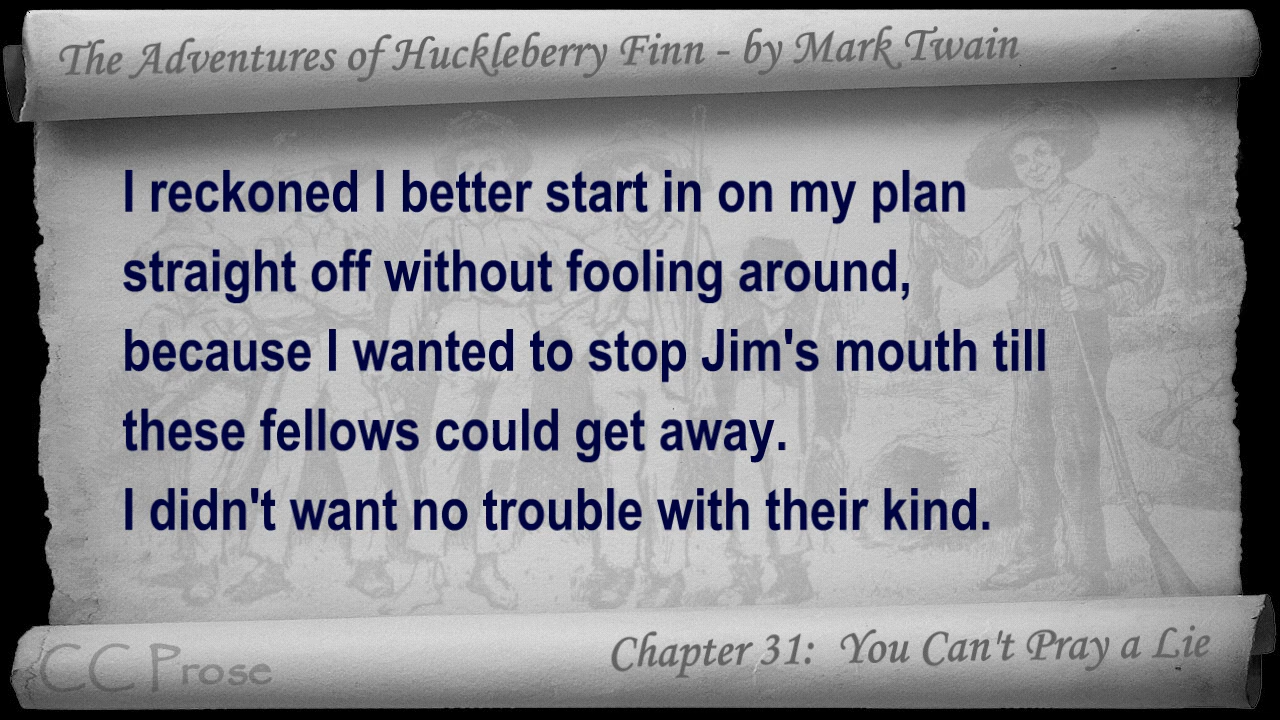 The Adventures of Huckleberry Finn - by Mark Twain
I reckoned I better start in on my plan
straight off without fooling around,
because I wanted to stop Jim's mouth till
these fellows could get away.
I didn't want no trouble with their kind.
CC Prose
Chapter 31: You Can't Pray a Lie